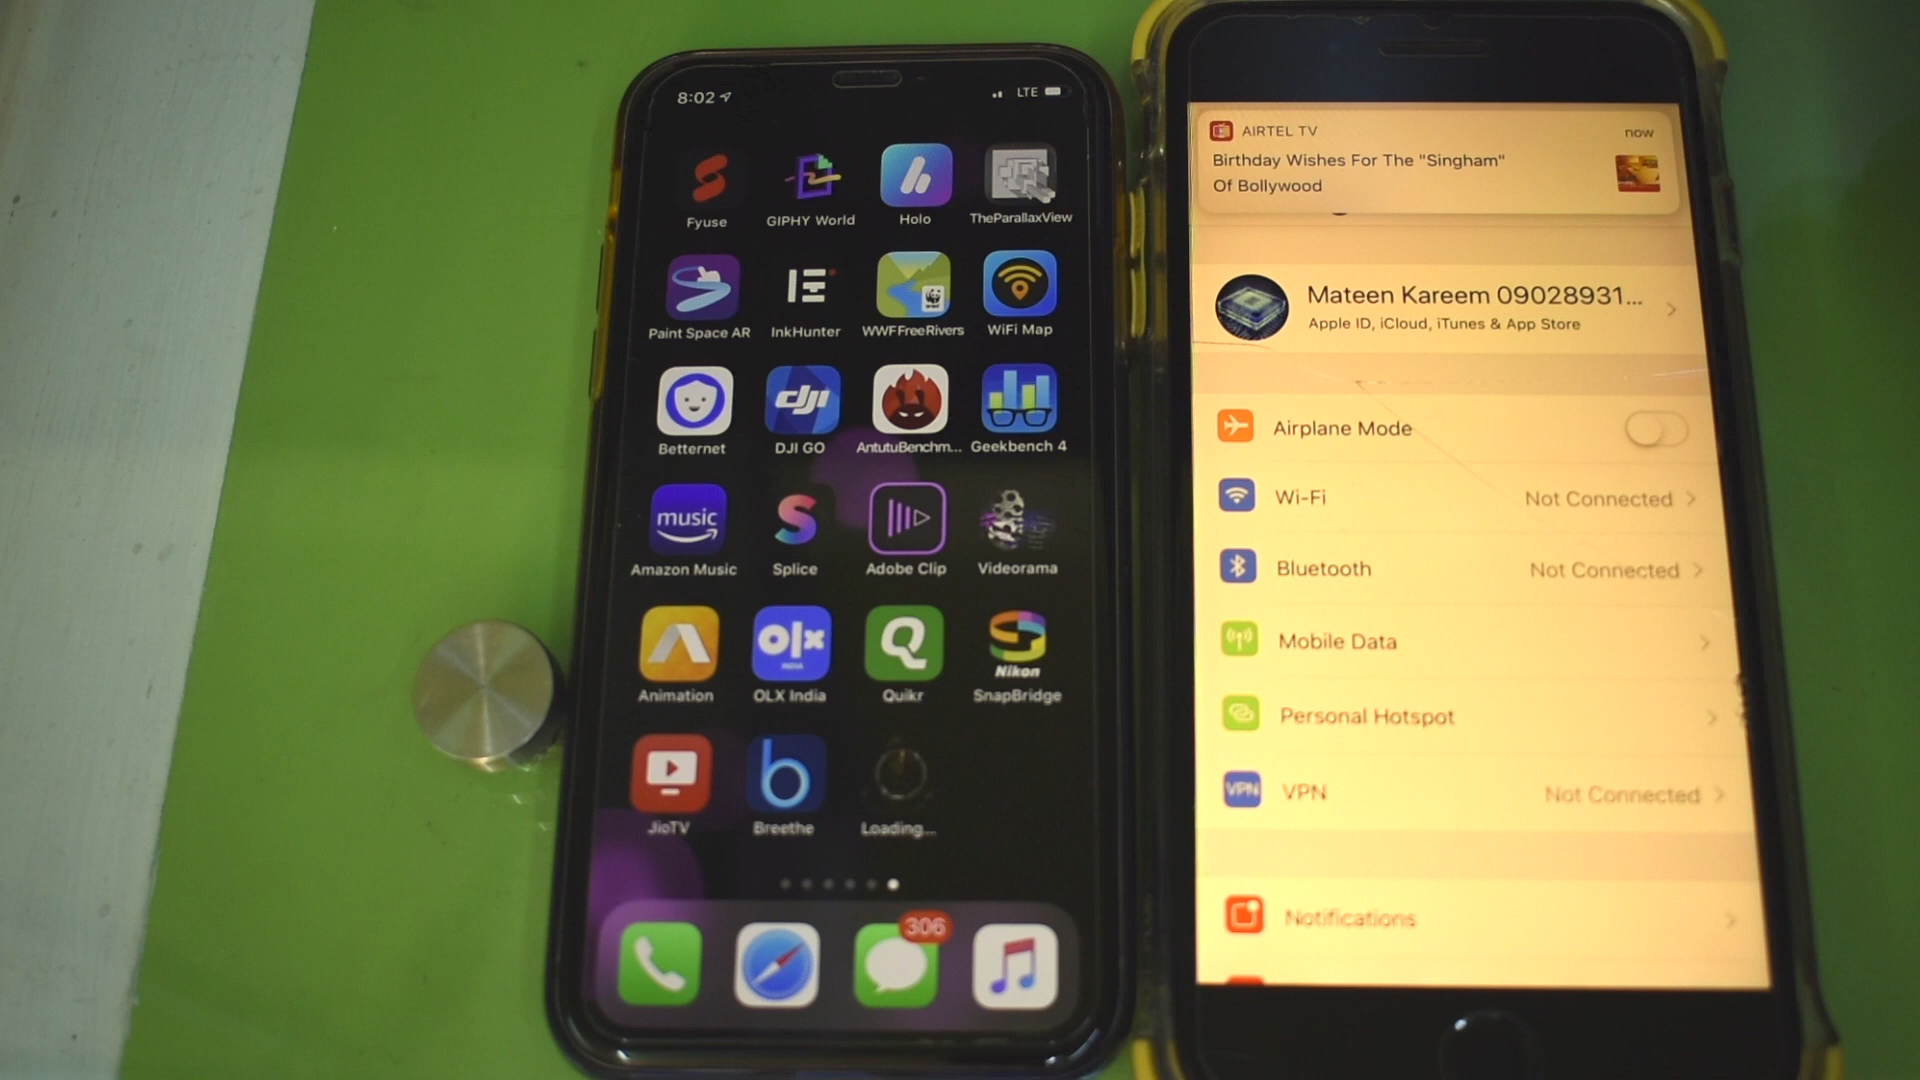 8:02
LTE
Fyuse
GIPHY World
Holo
TheParallaxView
Paint Space AR
InkHunter
WWFFreeRivers
WiFi Map
Betternet
dji
DJI GO
AntutuBenchm...
Geekbench 4
music
Amazon Music
Splice
Adobe Clip
Videorama
Animation
olx
INDIA
OLX India
Q
Quikr
Nikon
SnapBridge
JioTV
b
Breethe
Loading...
306
AIRTEL TV
now
Birthday Wishes For The "Singham"
Of Bollywood
Mateen Kareem 09028931...
Apple ID, iCloud, iTunes & App Store
Airplane Mode
Wi-Fi
Not Connected
Bluetooth
Not Connected
Mobile Data
Personal Hotspot
VPN
VPN
Not Connected
Notifications